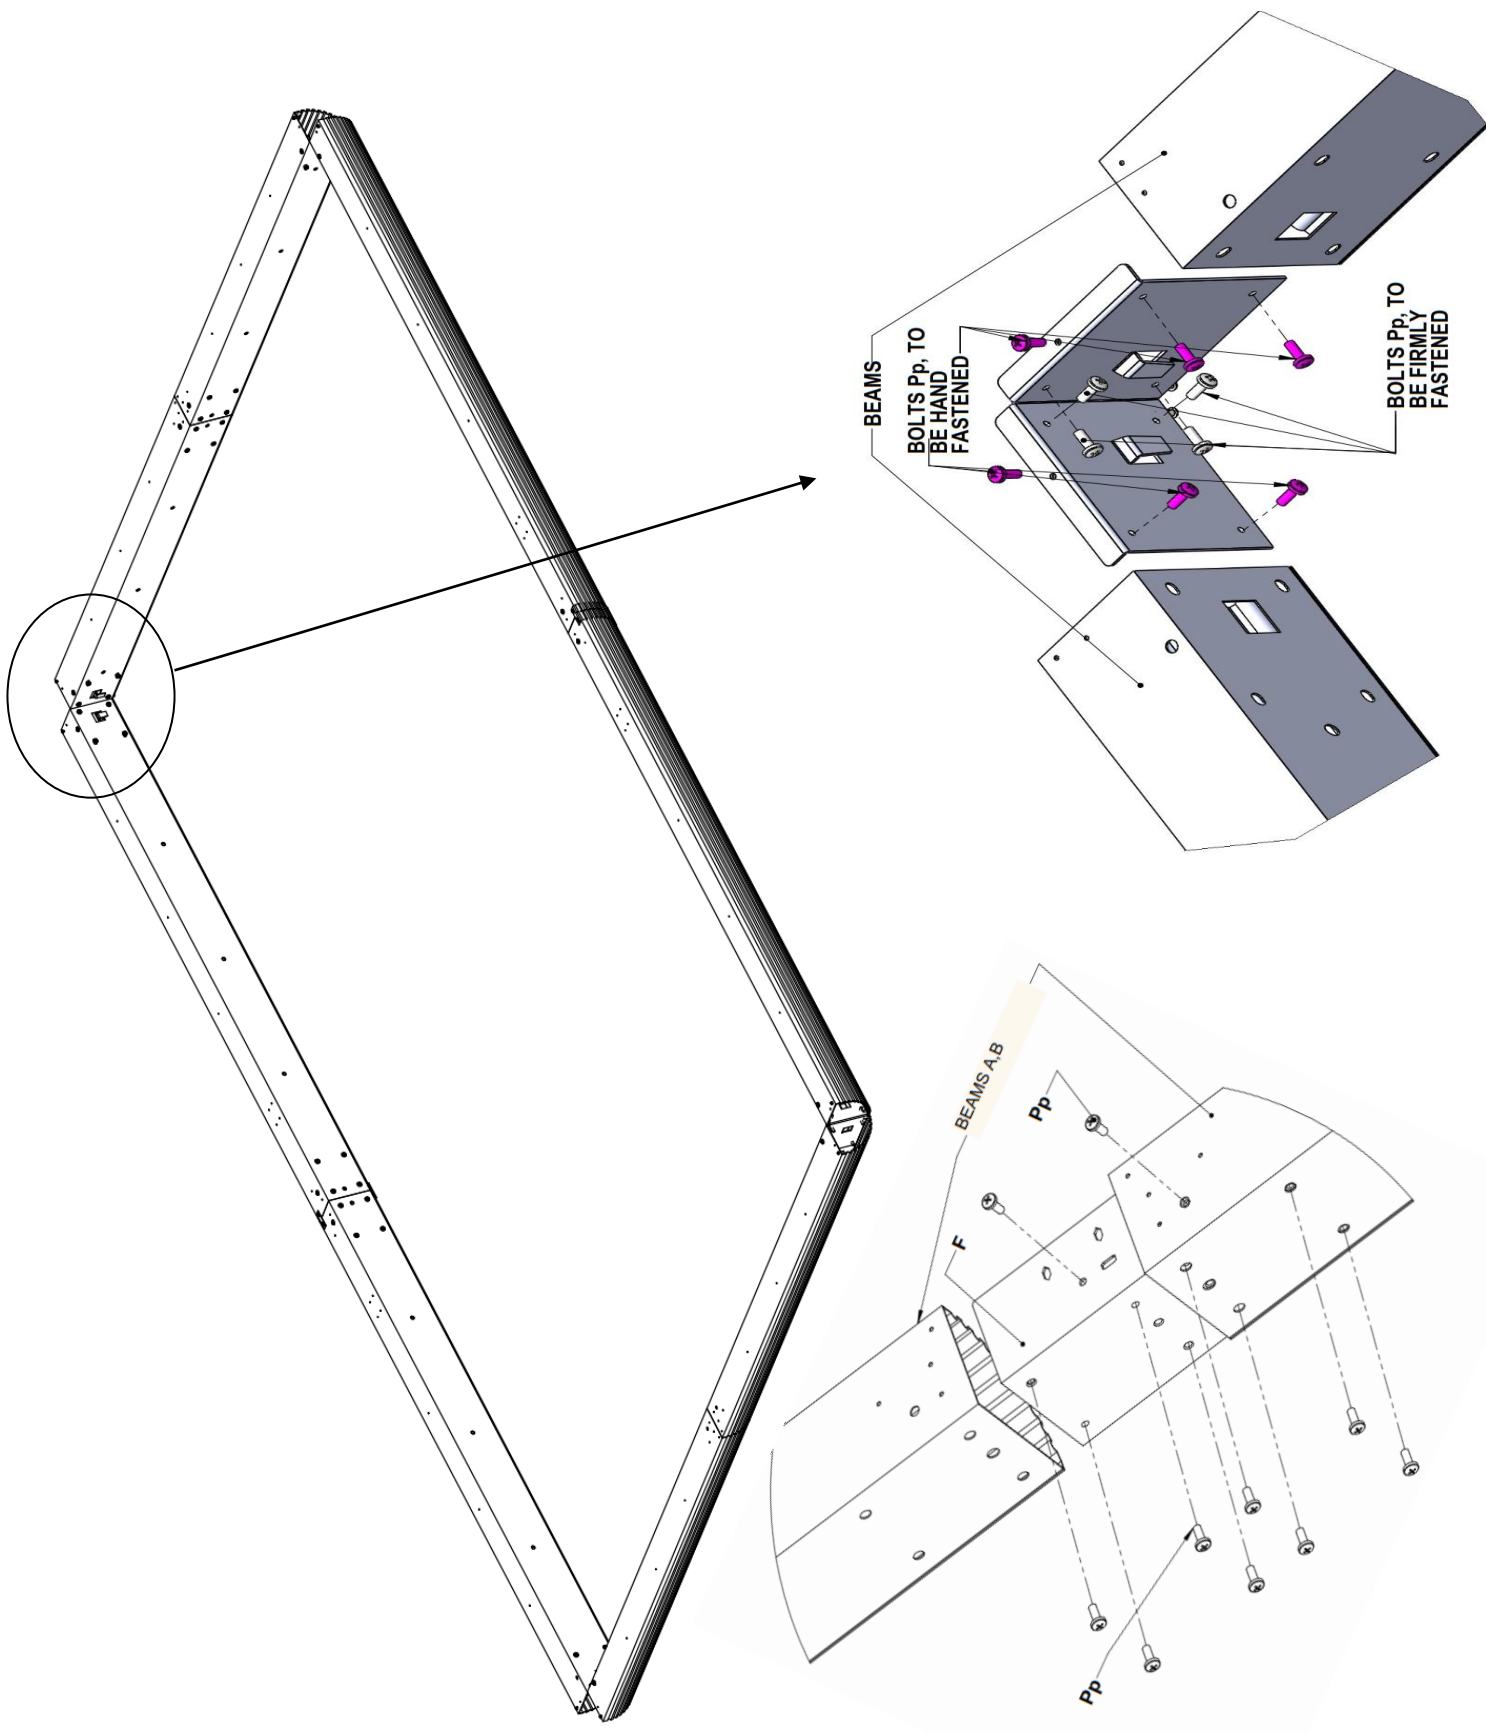 BEAMS
BOLTS Pp, TO
BE HAND
FASTENED
BOLTS Pp, TO
BE FIRMLY
FASTENED
BEAMS A,B
Pp
F
Pp